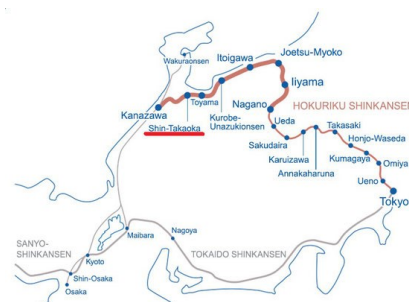 Wakuraonsen
Itoigawa
Joetsu-Myoko
Iiyama
Kanazawa
Toyama
Shin-Takaoka
Kurobe-
Unazukionsen
Nagano
HOKURIKU SHINKANSEN
Ueda
Takasaki
Sakudaira
Honjo-Waseda
Karuizawa
Kumagaya
Omiya
Annakaharuna
Ueno
Tokyo
SANYO-
SHINKANSEN
Kyoto
Maibara
Nagoya
TOKAIDO SHINKANSEN
Shin-Osaka
Osaka